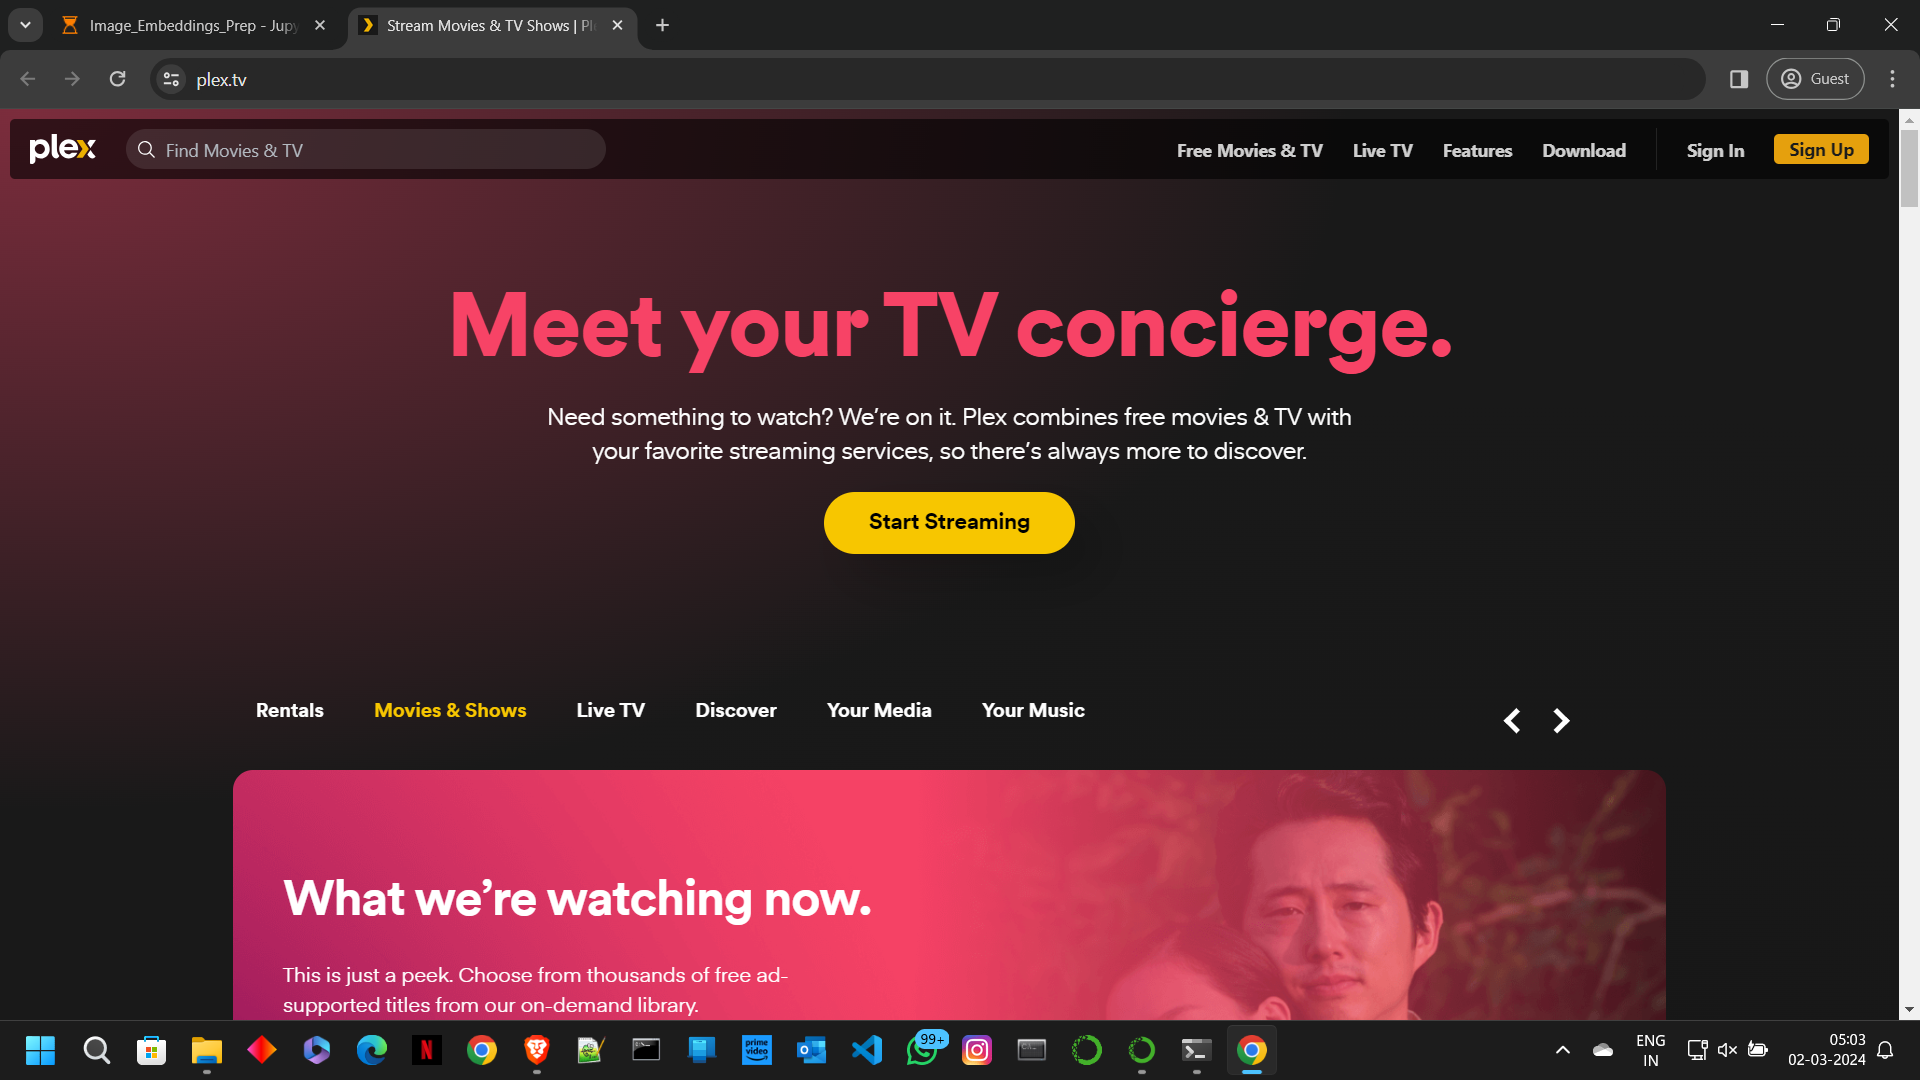 Image_Embeddings_Prep - Jupy
Stream Movies & TV Shows | Pl
plex.tv
Guest
plex
Find Movies & TV
Free Movies & TV
Live TV
Features
Download
Sign In
Sign Up
Meet your TV concierge.
Need something to watch? We're on it. Plex combines free movies & TV with
your favorite streaming services, so there's always more to discover.
Start Streaming
Rentals
Movies & Shows
Live TV
Discover
Your Media
Your Music
What we're watching now.
This is just a peek. Choose from thousands of free ad-
supported titles from our on-demand library.
prime video
99+
ENG
IN
05:03
02-03-2024